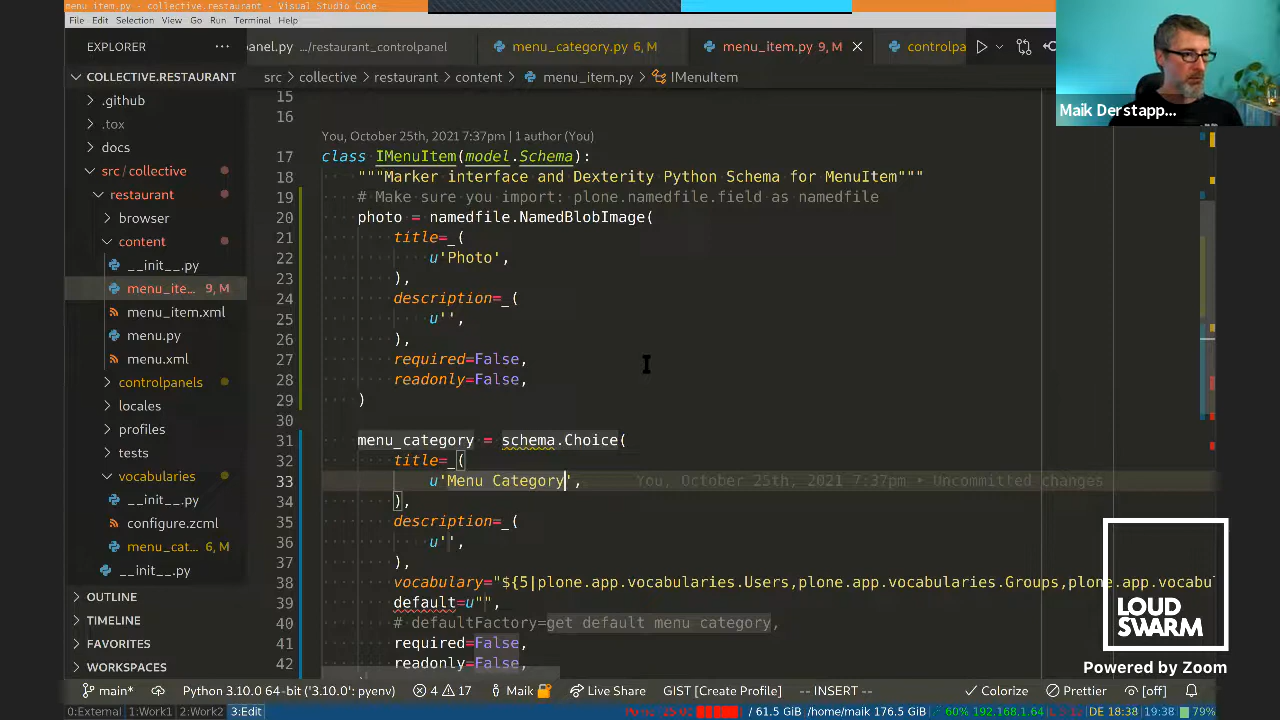 menu_item.py - collective.restaurant - Visual Studio Code
File Edit Selection View Go Run Terminal Help
EXPLORER ···
panel.py .../restaurant_controlpanel
menu_category.py 6, M
menu_item.py 9, M
controlpa
COLLECTIVE.RESTAURANT
src > collective > restaurant > content > menu_item.py > IMenuItem
Maik Derstapp...
.github
.tox
docs
src/collective
restaurant
browser
content
__init__.py
menu_ite... 9, M
menu_item.xml
menu.py
menu.xml
controlpanels
locales
profiles
tests
vocabularies
__init__.py
configure.zcml
menu_cat... 6, M
__init__.py
OUTLINE
TIMELINE
FAVORITES
WORKSPACES
15
16
You, October 25th, 2021 7:37pm | 1 author (You)
17 class IMenuItem(model.Schema):
18 """Marker interface and Dexterity Python Schema for MenuItem"""
19 # Make sure you import: plone.namedfile.field as namedfile
20 photo = namedfile.NamedBlobImage(
21 title=_(
22 u'Photo',
23 ),
24 description=_(
25 u'',
26 ),
27 required=False,
28 readonly=False,
29 )
30
31 menu_category = schema.Choice(
32 title=_(
33 u'Menu Category', You, October 25th, 2021 7:37pm • Uncommitted changes
34 ),
35 description=_(
36 u'',
37 ),
38 vocabulary="${5|plone.app.vocabularies.Users,plone.app.vocabularies.Groups,plone.app.vocabu
39 default=u"",
40 # defaultFactory=get_default_menu_category,
41 required=False,
42 readonly=False,
LOUD
SWARM
Powered by Zoom
main* Python 3.10.0 64-bit ('3.10.0': pyenv) 4 17 Maik Live Share GIST [Create Profile] -- INSERT -- Colorize Prettier [off]
0:External 1:Work1 2:Work2 3:Edit
/ 61.5 GiB /home/maik 176.5 GiB 60% 192.168.1.64 DE 18:38 19:38 79%